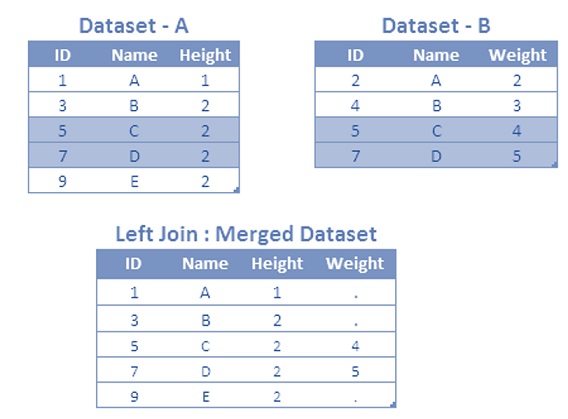 Dataset - A
ID Name Height
1 A 1
3 B 2
5 C 2
7 D 2
9 E 2
Dataset - B
ID Name Weight
2 A 2
4 B 3
5 C 4
7 D 5
Left Join : Merged Dataset
ID Name Height Weight
1 A 1 .
3 B 2 .
5 C 2 4
7 D 2 5
9 E 2 .